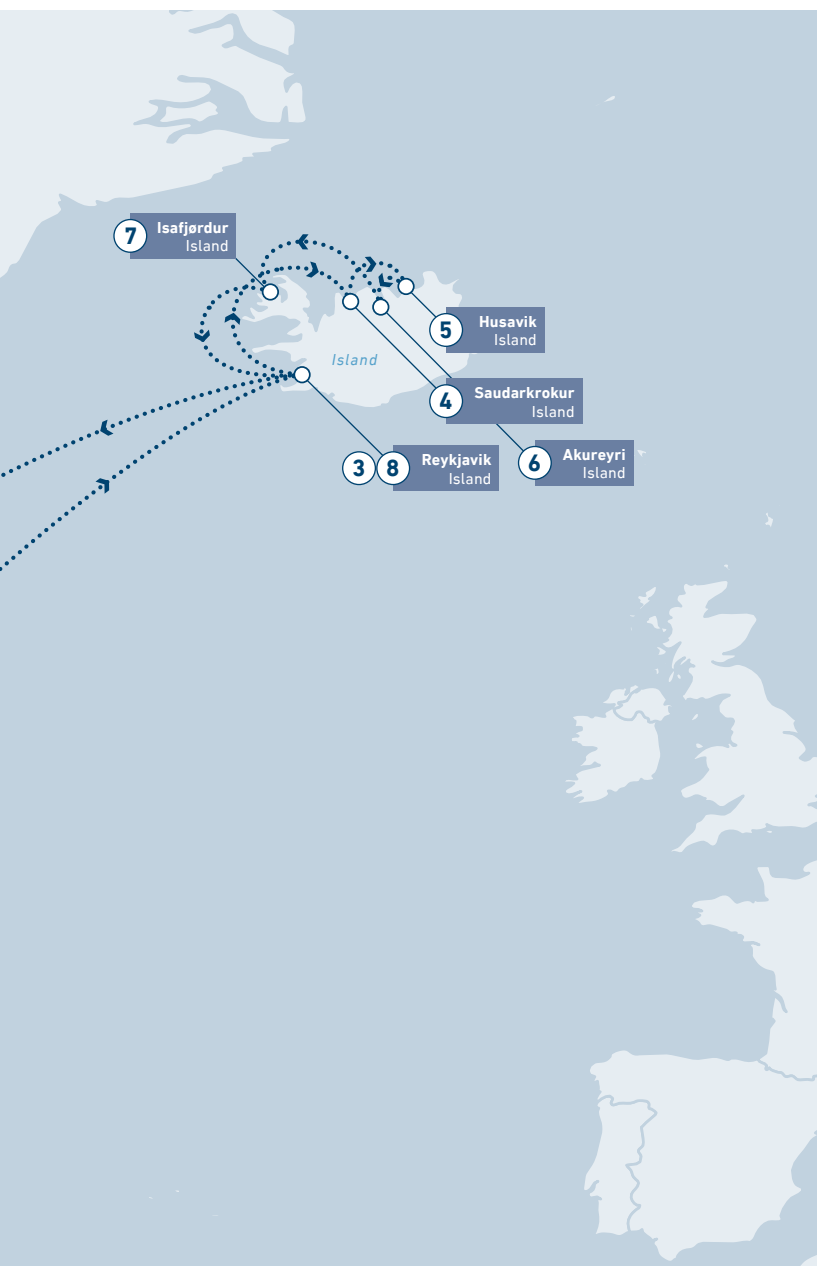 7
Isafjørdur
Island
5
Husavik
Island
Island
4
Saudarkrokur
Island
3
8
Reykjavik
Island
6
Akureyri
Island